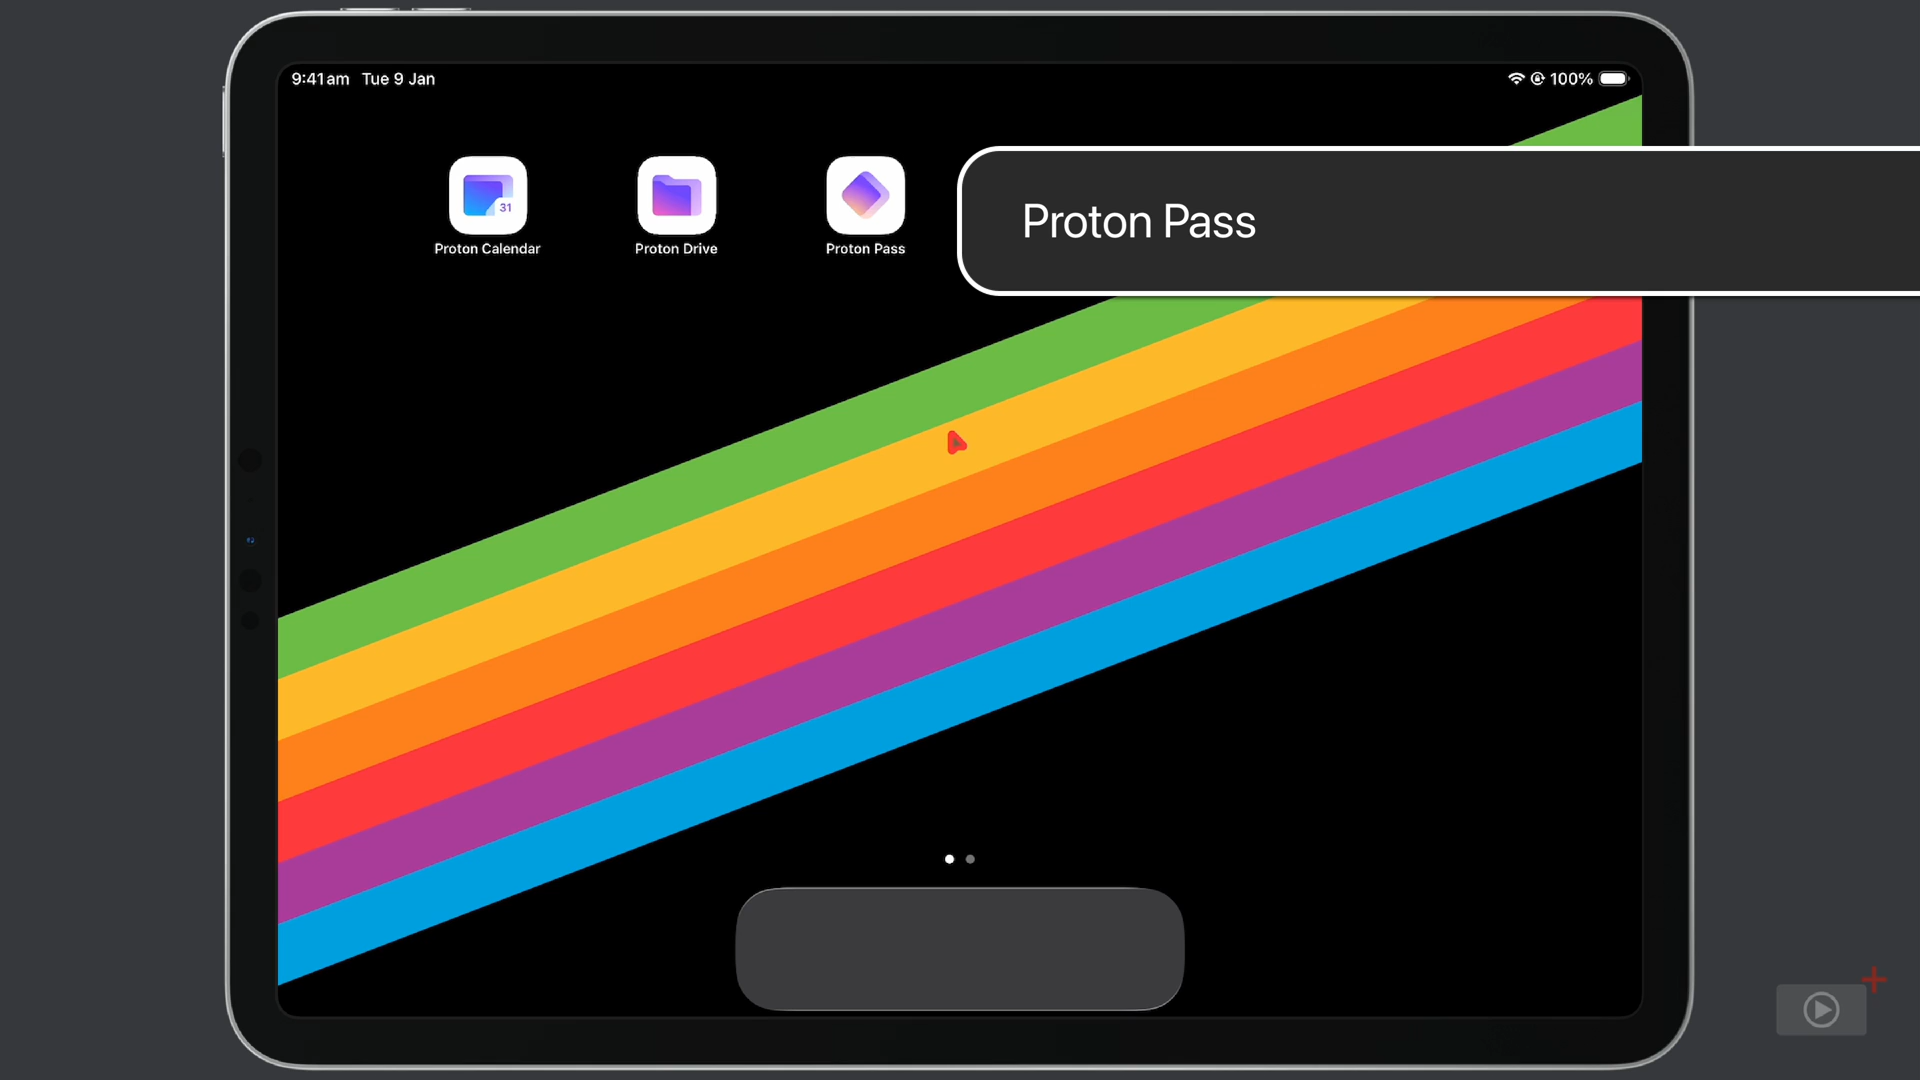 9:41am Tue 9 Jan
100%
31
Proton Calendar
Proton Drive
Proton Pass
Proton Pass